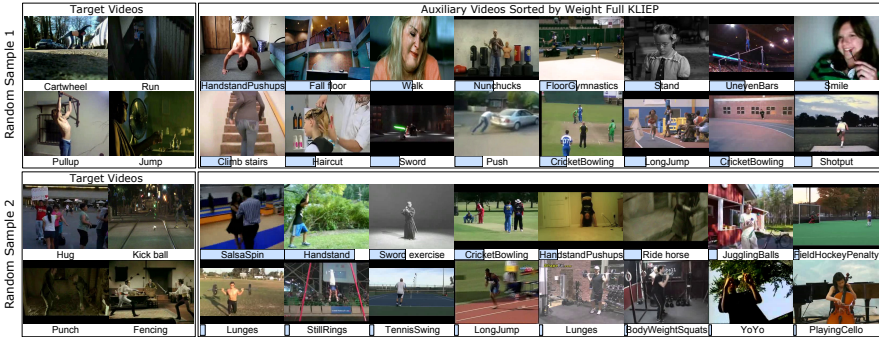 Target Videos
Auxiliary Videos Sorted by Weight Full KLIEP
Random Sample 1
Cartwheel
Run
HandstandPushups
Fall floor
Walk
Nunchucks
FloorGymnastics
Stand
UnevenBars
Smile
Pullup
Jump
Climb stairs
Haircut
Sword
Push
CricketBowling
LongJump
CricketBowling
Shotput
Target Videos
Random Sample 2
Hug
Kick ball
SalsaSpin
Handstand
Sword exercise
CricketBowling
HandstandPushups
Ride horse
JugglingBalls
FieldHockeyPenalty
Punch
Fencing
Lunges
StillRings
TennisSwing
LongJump
Lunges
BodyWeightSquats
YoYo
PlayingCello